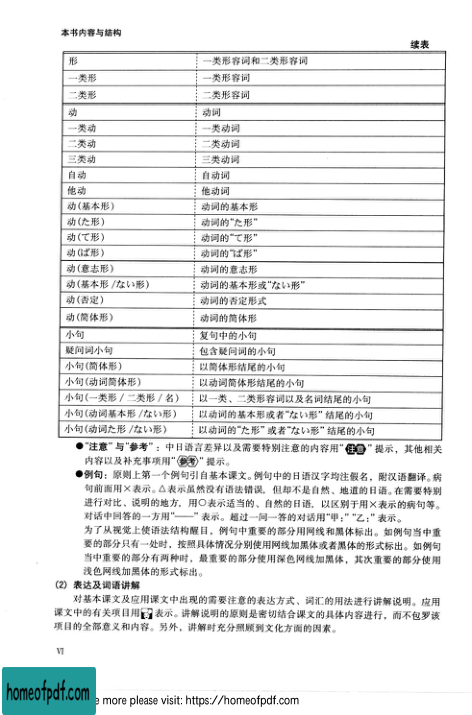 本书内容与结构
续表
形 一类形容词和二类形容词
一类形 一类形容词
二类形 二类形容词
动 动词
一类动 一类动词
二类动 二类动词
三类动 三类动词
自动 自动词
他动 他动词
动(基本形) 动词的基本形
动(た形) 动词的“た形”
动(て形) 动词的“て形”
动(ば形) 动词的“ば形”
动(意志形) 动词的意志形
动(基本形/ない形) 动词的基本形或“ない形”
动(否定) 动词的否定形式
动(简体形) 动词的简体形
小句 复句中的小句
疑问词小句 包含疑问词的小句
小句(简体形) 以简体形结尾的小句
小句(动词简体形) 以动词简体形结尾的小句
小句(一类形/二类形/名) 以一类、二类形容词以及名词结尾的小句
小句(动词基本形/ない形) 以动词的基本形或者“ない形”结尾的小句
小句(动词た形/ない形) 以动词的“た形”或者“ない形”结尾的小句
●“注意”与“参考”：中日语言差异以及需要特别注意的内容用“注意”提示，其他相关
内容以及补充事项用“参考”提示。
●例句：原则上第一个例句引自基本课文。例句中的日语汉字均注假名，附汉语翻译。病
句前面用×表示。△表示虽然没有语法错误，但却不是自然、地道的日语。在需要特别
进行对比、说明的地方，用○表示适当的、自然的日语，以区别于用×表示的病句等。
对话中回答的一方用“——”表示。超过一问一答的对话用“甲：”“乙：”表示。
为了从视觉上使语法结构醒目，例句中重要的部分用网线和黑体标出。如例句当中重
要的部分只有一处时，按照具体情况分别使用网线加黑体或者黑体的形式标出。如例句
当中重要的部分有两种时，最重要的部分使用深色网线加黑体，其次重要的部分使用
浅色网线加黑体的形式标出。
(2) 表达及词语讲解
对基本课文及应用课文中出现的需要注意的表达方式、词汇的用法进行讲解说明。应用
课文中的有关项目用表示。讲解说明的原则是密切结合课文的具体内容进行，而不包罗该
项目的全部意义和内容。另外，讲解时充分照顾到文化方面的因素。
VI
homeofpdf.com
e more please visit: https://homeofpdf.com